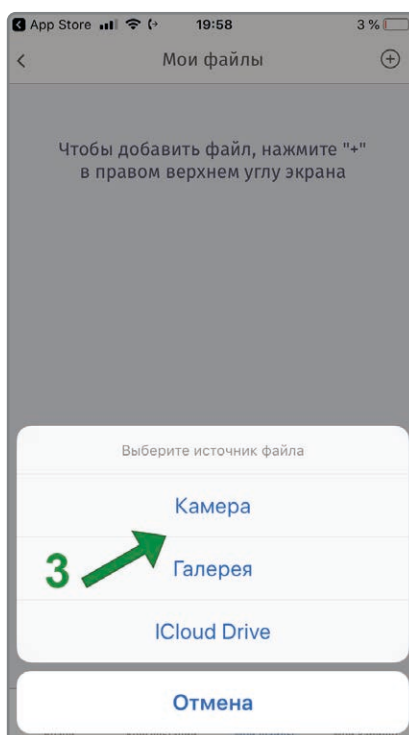 App Store 19:58 3 %
Мои файлы
Чтобы добавить файл, нажмите "+"
в правом верхнем углу экрана
Выберите источник файла
Камера
3
Галерея
ICloud Drive
Отмена